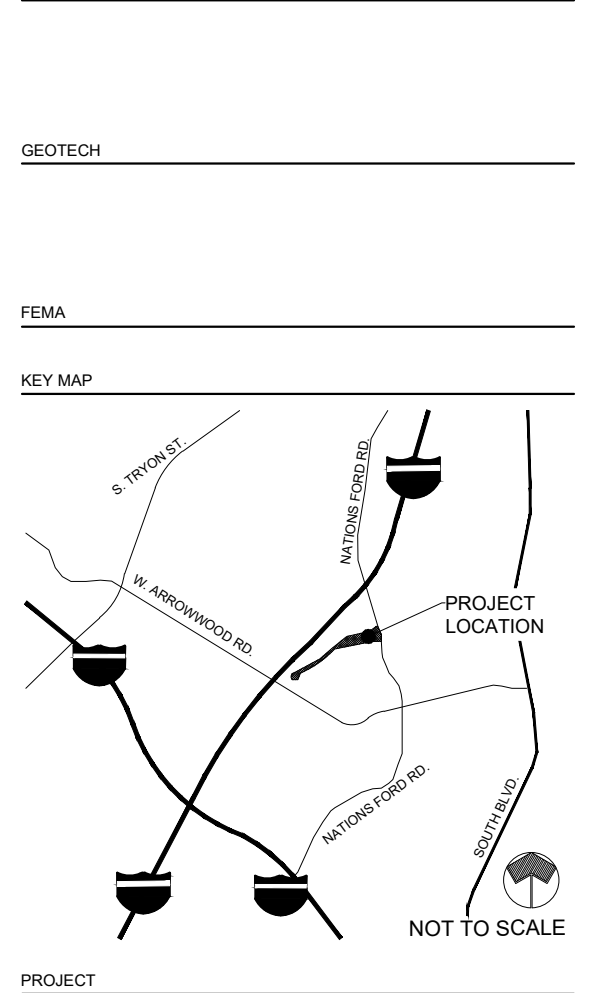 GEOTECH
FEMA
KEY MAP
S. TRYON ST.
NATIONS FORD RD.
W. ARROWWOOD RD.
PROJECT
LOCATION
NATIONS FORD RD.
SOUTH BLVD.
NOT TO SCALE
PROJECT